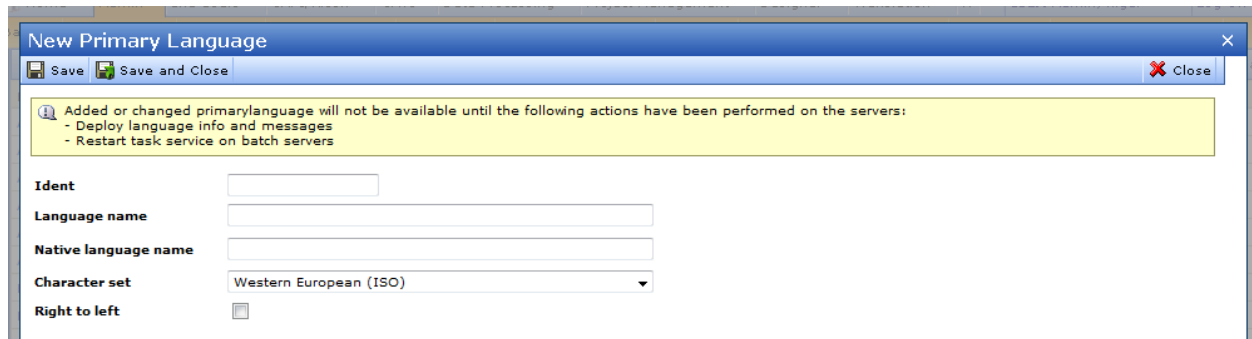 New Primary Language
Save Save and Close Close
Added or changed primarylanguage will not be available until the following actions have been performed on the servers:
- Deploy language info and messages
- Restart task service on batch servers
Ident
Language name
Native language name
Character set Western European (ISO)
Right to left